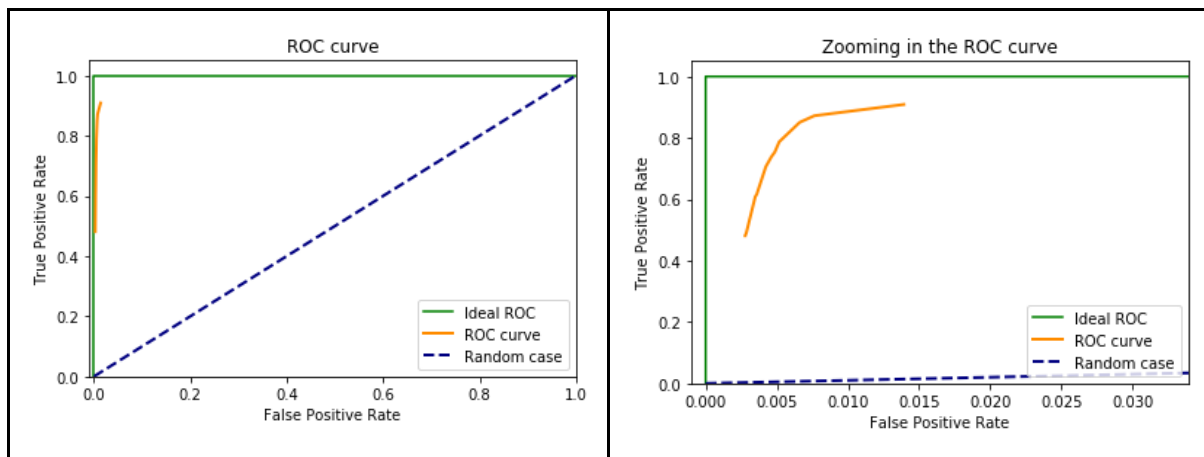 ROC curve
True Positive Rate
1.0
0.8
0.6
0.4
0.2
0.0
0.0
0.2
0.4
0.6
0.8
1.0
False Positive Rate
Ideal ROC
ROC curve
Random case
Zooming in the ROC curve
True Positive Rate
1.0
0.8
0.6
0.4
0.2
0.0
0.000
0.005
0.010
0.015
0.020
0.025
0.030
False Positive Rate
Ideal ROC
ROC curve
Random case